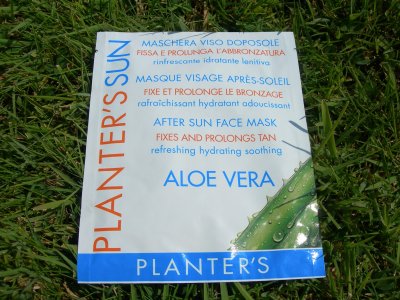 PLANTER'S SUN
MASCHERA VISO DOPOSOLE
FISSA E PROLUNGA L'ABBRONZATURA
rinfrescante idratante lenitiva
MASQUE VISAGE APRÈS-SOLEIL
FIXE ET PROLONGE LE BRONZAGE
rafraîchissant hydratant adoucissant
AFTER SUN FACE MASK
FIXES AND PROLONGS TAN
refreshing hydrating soothing
ALOE VERA
PLANTER'S